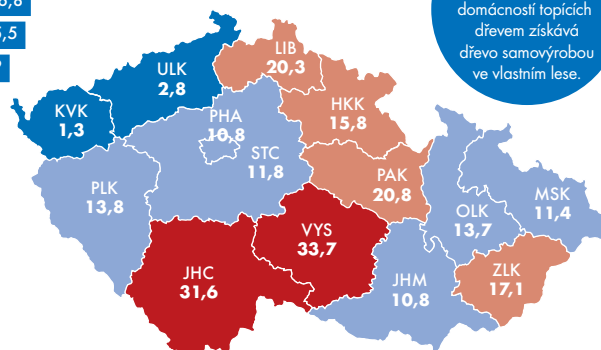 5,5
domácností topících
dřevem získává
dřevo samovýrobou
ve vlastním lese.
LIB
20,3
ULK
2,8
KVK
1,3
HKK
15,8
PHA
10,8
STC
11,8
PLK
13,8
PAK
20,8
MSK
11,4
OLK
13,7
VYS
33,7
JHC
31,6
JHM
10,8
ZLK
17,1